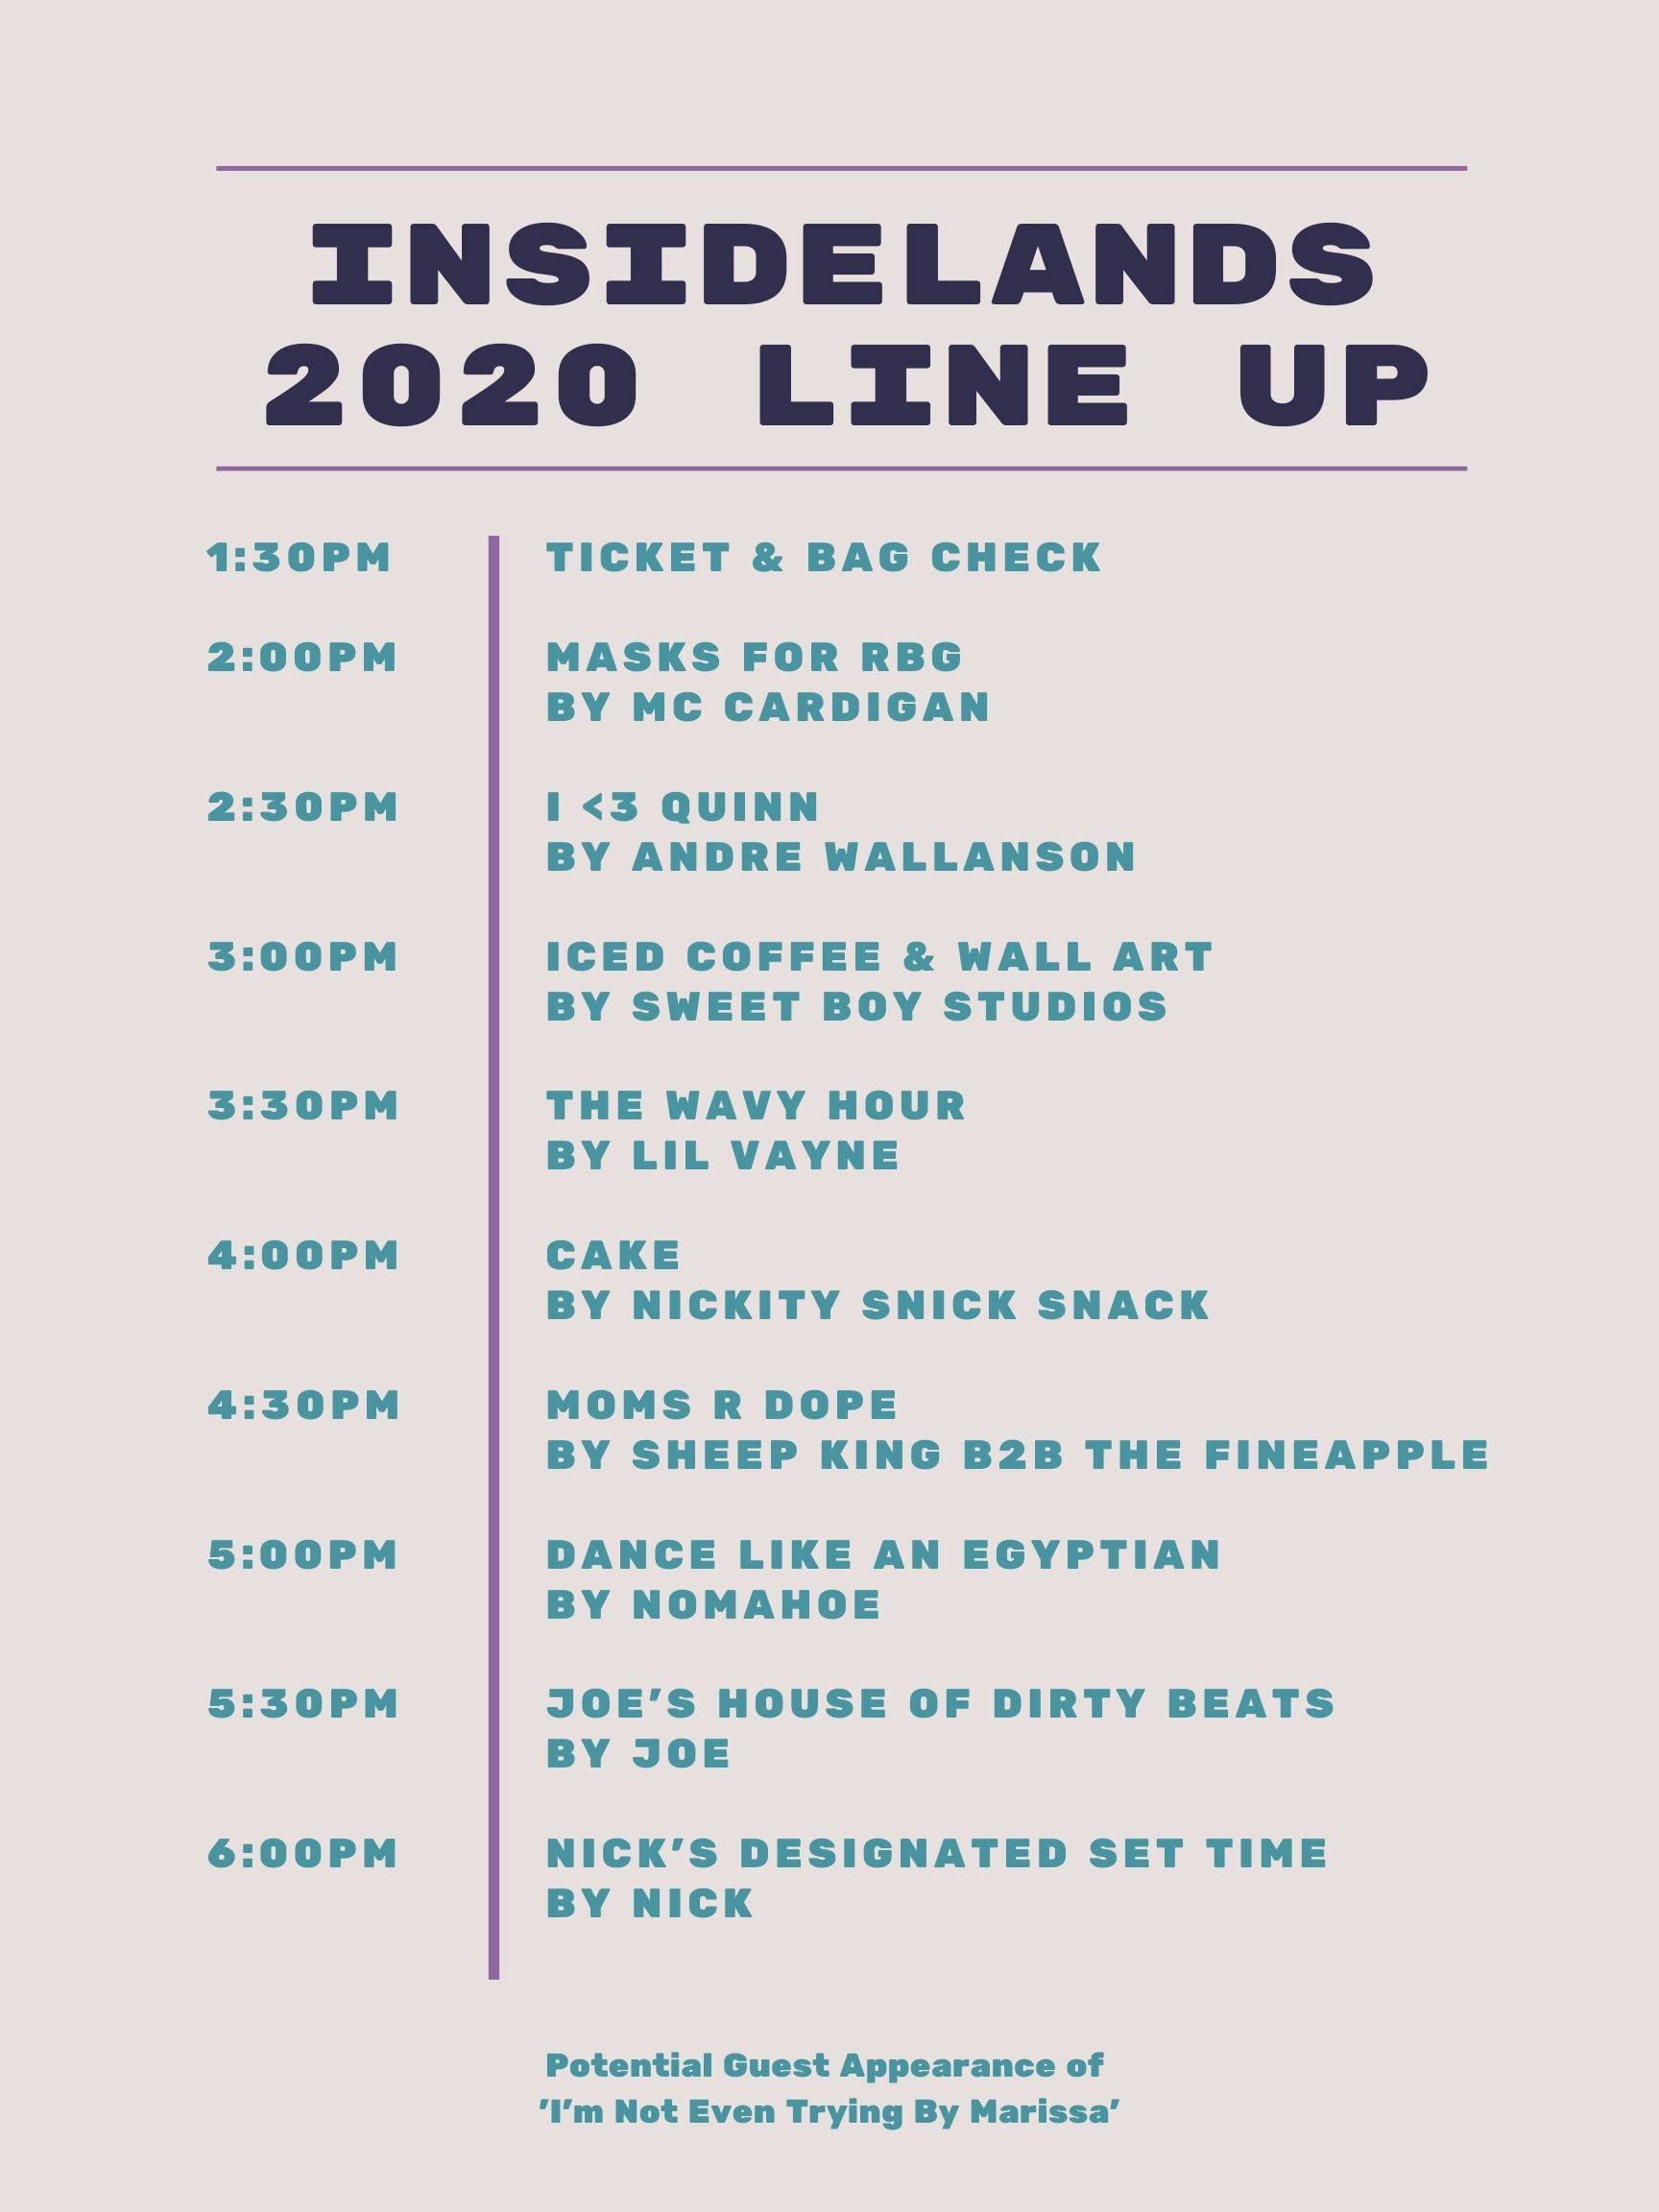 INSIDELANDS
2020 LINE UP
1:30PM TICKET & BAG CHECK
2:00PM MASKS FOR RBG
BY MC CARDIGAN
2:30PM I <3 QUINN
BY ANDRE WALLANSON
3:00PM ICED COFFEE & WALL ART
BY SWEET BOY STUDIOS
3:30PM THE WAVY HOUR
BY LIL VAYNE
4:00PM CAKE
BY NICKITY SNICK SNACK
4:30PM MOMS R DOPE
BY SHEEP KING B2B THE FINEAPPLE
5:00PM DANCE LIKE AN EGYPTIAN
BY NOMAHOE
5:30PM JOE'S HOUSE OF DIRTY BEATS
BY JOE
6:00PM NICK'S DESIGNATED SET TIME
BY NICK
Potential Guest Appearance of
'I'm Not Even Trying By Marissa'